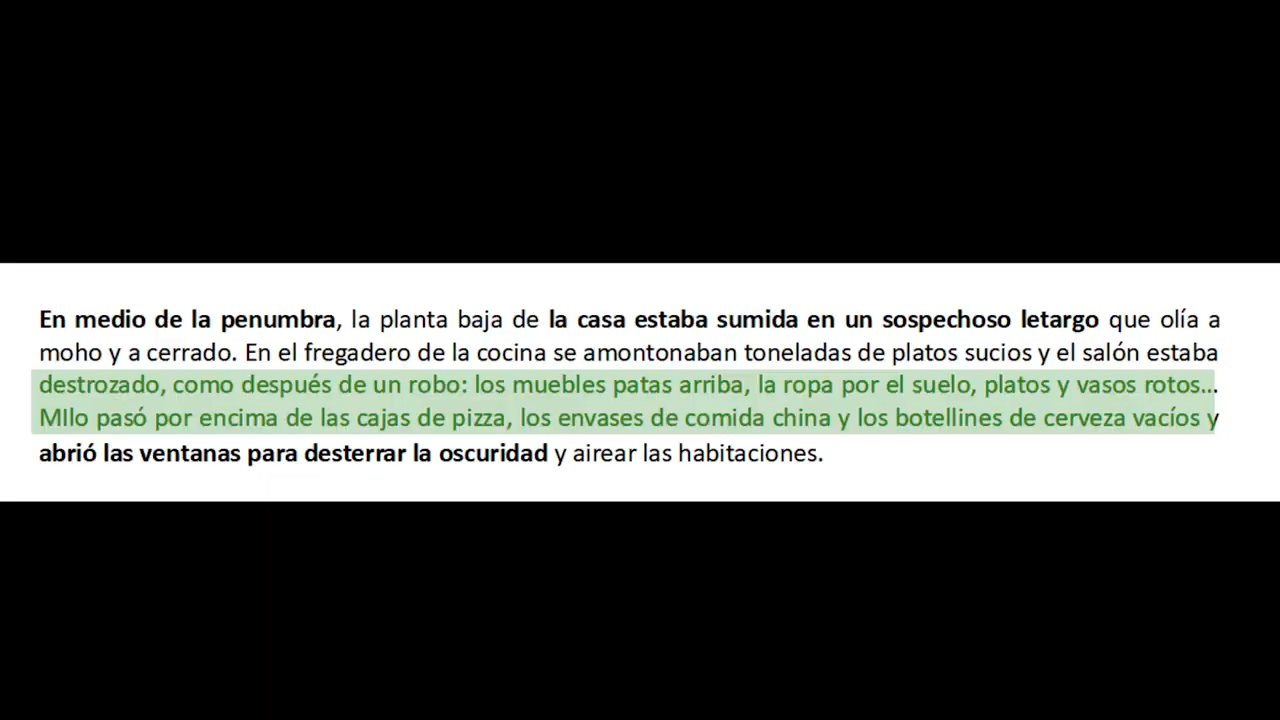 En medio de la penumbra, la planta baja de la casa estaba sumida en un sospechoso letargo que olía a
moho y a cerrado. En el fregadero de la cocina se amontonaban toneladas de platos sucios y el salón estaba
destrozado, como después de un robo: los muebles patas arriba, la ropa por el suelo, platos y vasos rotos...
MIlo pasó por encima de las cajas de pizza, los envases de comida china y los botellines de cerveza vacíos y
abrió las ventanas para desterrar la oscuridad y airear las habitaciones.